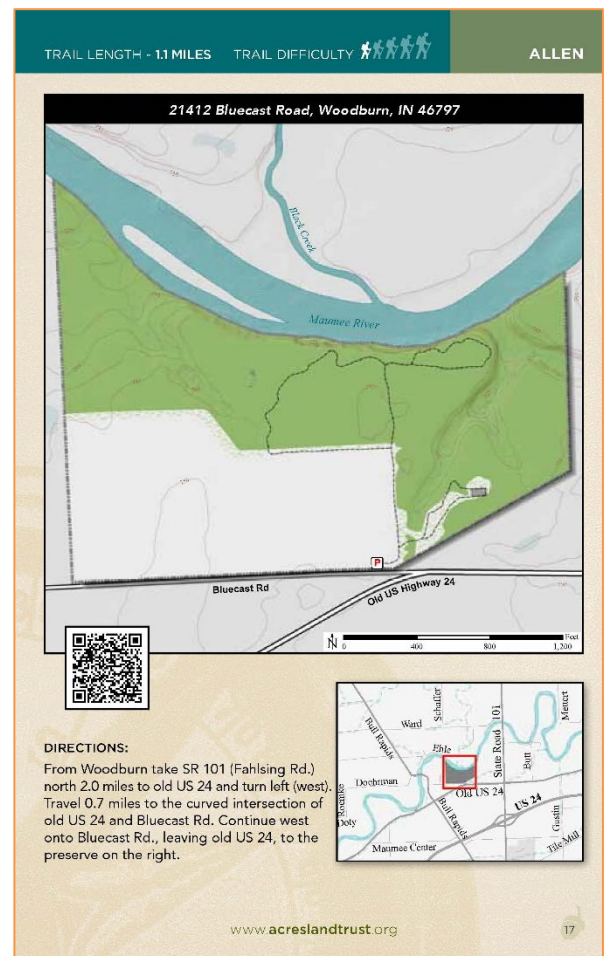 TRAIL LENGTH - 1.1 MILES TRAIL DIFFICULTY
ALLEN
21412 Bluecast Road, Woodburn, IN 46797
Black Creek
Maumee River
P
Bluecast Rd
Old US Highway 24
N
Feet
0 400 800 1,200
DIRECTIONS:
From Woodburn take SR 101 (Fahlsing Rd.)
north 2.0 miles to old US 24 and turn left (west).
Travel 0.7 miles to the curved intersection of
old US 24 and Bluecast Rd. Continue west
onto Bluecast Rd., leaving old US 24, to the
preserve on the right.
Schaffer
Mettert
Ward
State Road 101
Bull Rapids
Ehle
Butt
Doehrman
Old US 24
Roemke
US 24
Gustin
Doty
Bull Rapids
Maumee Center
Tile Mill
www.acreslandtrust.org
17